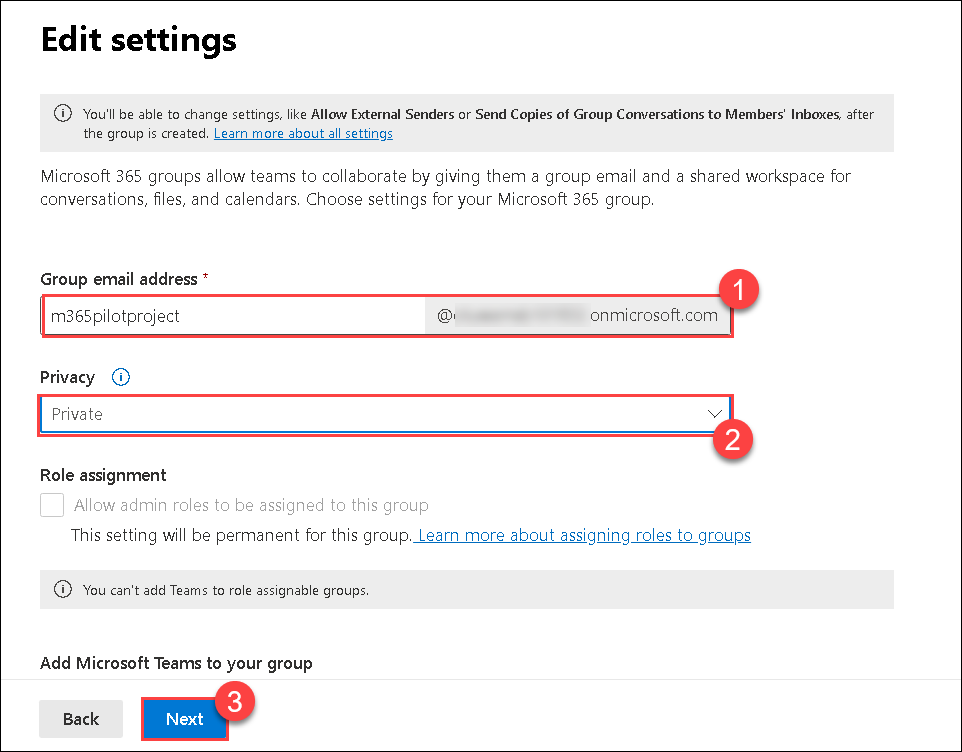 Edit settings
You'll be able to change settings, like Allow External Senders or Send Copies of Group Conversations to Members' Inboxes, after
the group is created. Learn more about all settings
Microsoft 365 groups allow teams to collaborate by giving them a group email and a shared workspace for
conversations, files, and calendars. Choose settings for your Microsoft 365 group.
Group email address *
1
m365pilotproject @ onmicrosoft.com
Privacy
Private
2
Role assignment
Allow admin roles to be assigned to this group
This setting will be permanent for this group. Learn more about assigning roles to groups
You can't add Teams to role assignable groups.
Add Microsoft Teams to your group
Back Next 3